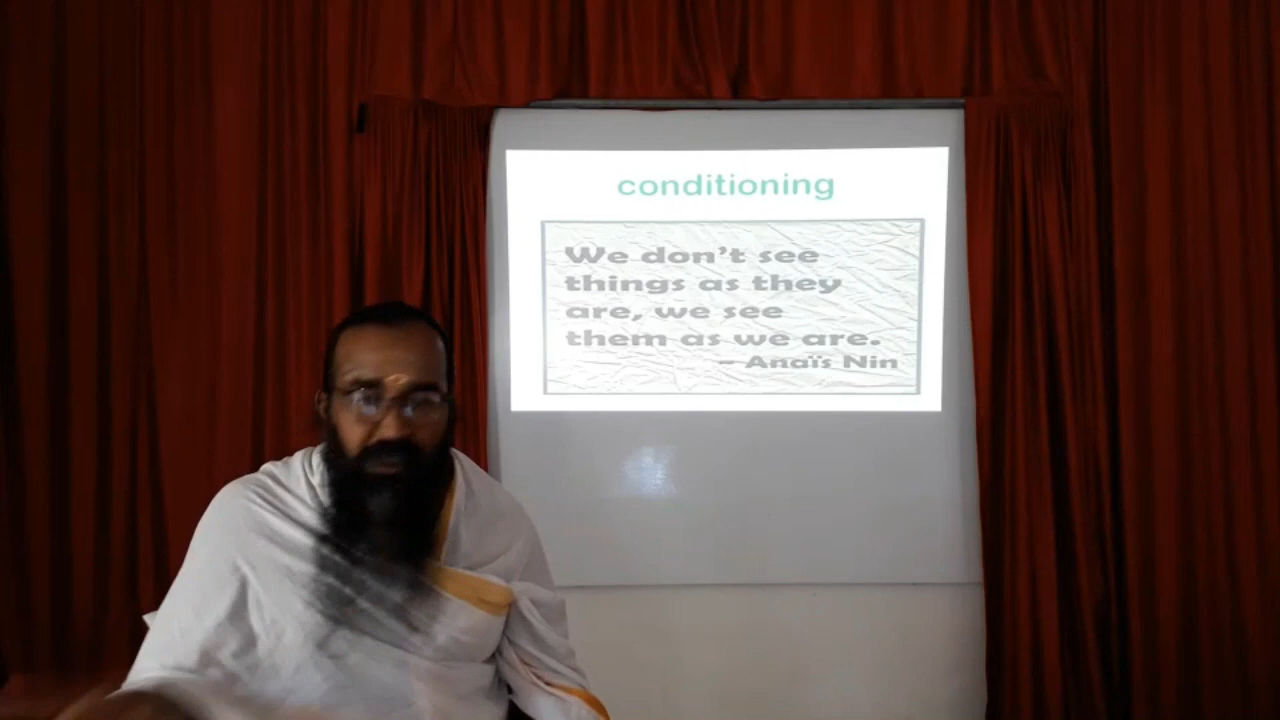 conditioning
We don't see
things as they
are, we see
them as we are.
– Anaïs Nin